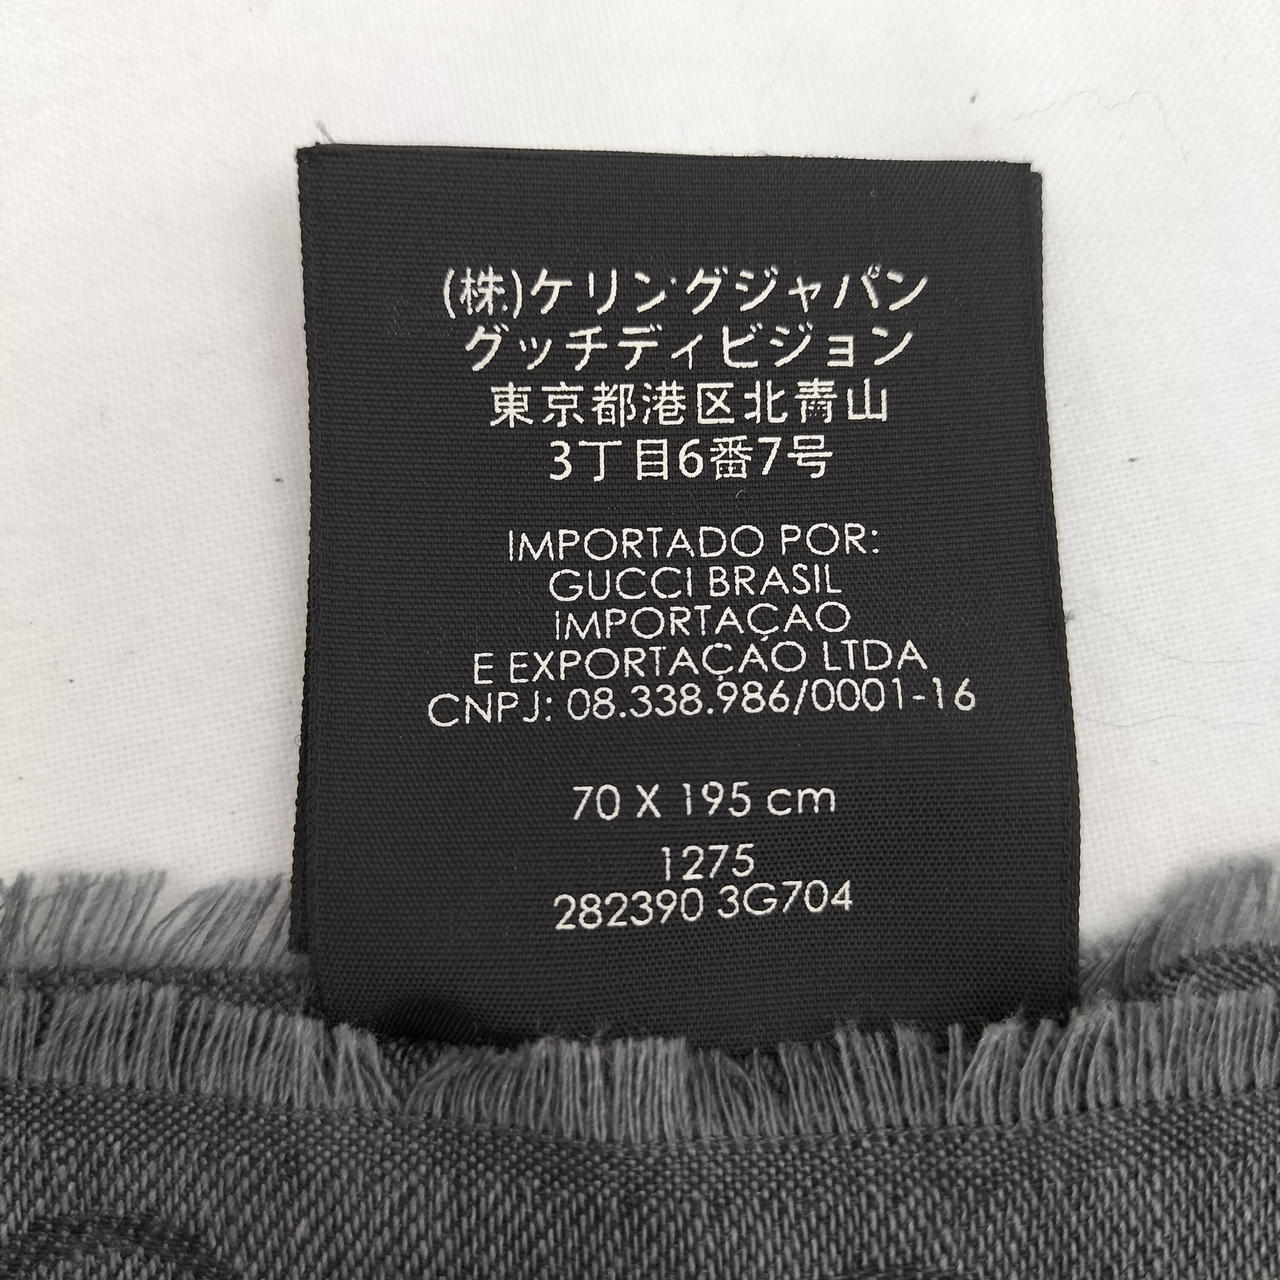 (株)ケリングジャパン
グッチディビジョン
東京都港区北青山
3丁目6番7号
IMPORTADO POR:
GUCCI BRASIL
IMPORTAÇAO
E EXPORTAÇAO LTDA
CNPJ: 08.338.986/0001-16
70 X 195 cm
1275
282390 3G704